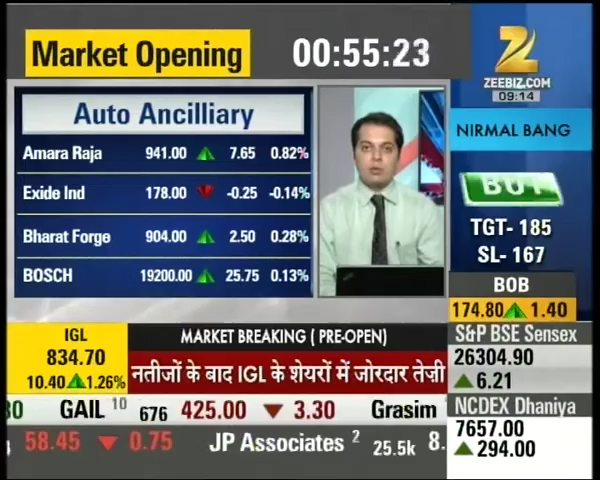 Market Opening
00:55:23
Z
ZEEBIZ.COM
09:14
Auto Ancilliary
Amara Raja 941.00 7.65 0.82%
Exide Ind 178.00 -0.25 -0.14%
Bharat Forge 904.00 2.50 0.28%
BOSCH 19200.00 25.75 0.13%
NIRMAL BANG
BUY
TGT- 185
SL- 167
BOB
174.80 1.40
IGL
834.70
10.40 1.26%
MARKET BREAKING ( PRE-OPEN)
नतीजों के बाद IGL के शेयरों में जोरदार तेज़ी
S&P BSE Sensex
26304.90
6.21
30 GAIL 10 676 425.00 3.30 Grasim
NCDEX Dhaniya
7657.00
294.00
58.45 0.75 JP Associates 2 25.5k 8.